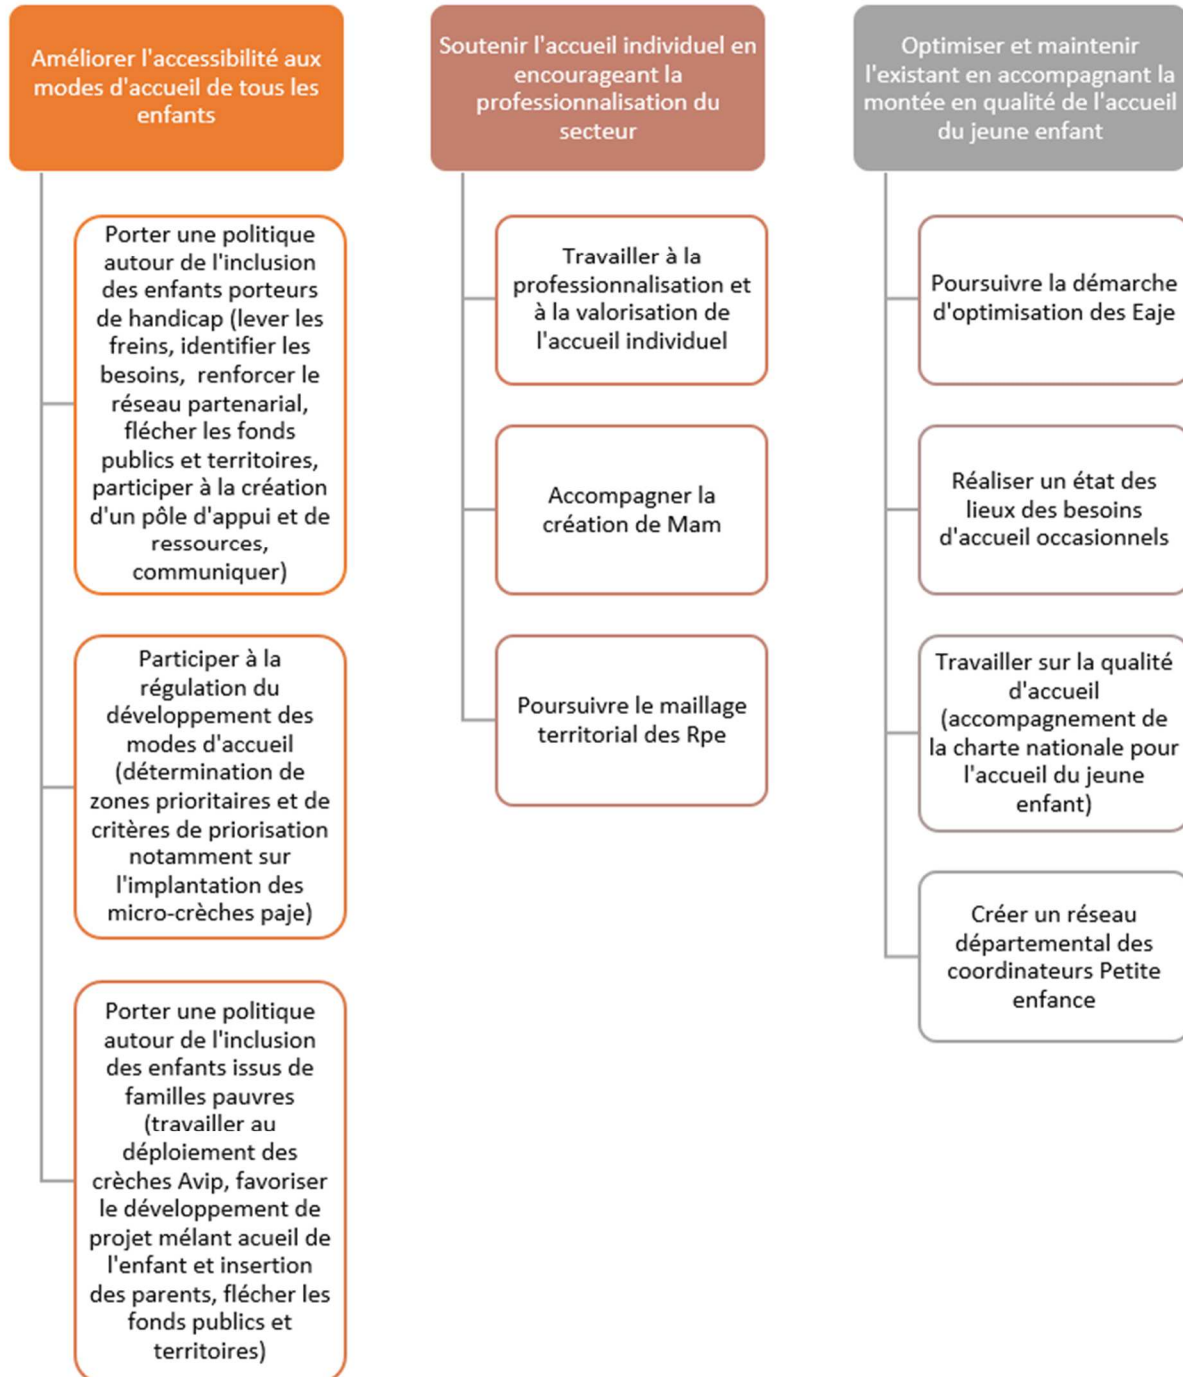 Améliorer l'accessibilité aux
modes d'accueil de tous les
enfants
Porter une politique
autour de l'inclusion
des enfants porteurs
de handicap (lever les
freins, identifier les
besoins, renforcer le
réseau partenarial,
flécher les fonds
publics et territoires,
participer à la création
d'un pôle d'appui et de
ressources,
communiquer)
Participer à la
régulation du
développement des
modes d'accueil
(détermination de
zones prioritaires et de
critères de priorisation
notamment sur
l'implantation des
micro-crèches paje)
Porter une politique
autour de l'inclusion
des enfants issus de
familles pauvres
(travailler au
déploiement des
crèches Avip, favoriser
le développement de
projet mélant acueil de
l'enfant et insertion
des parents, flécher les
fonds publics et
territoires)
Soutenir l'accueil individuel en
encourageant la
professionnalisation du
secteur
Travailler à la
professionnalisation et
à la valorisation de
l'accueil individuel
Accompagner la
création de Mam
Poursuivre le maillage
territorial des Rpe
Optimiser et maintenir
l'existant en accompagnant la
montée en qualité de l'accueil
du jeune enfant
Poursuivre la démarche
d'optimisation des Eaje
Réaliser un état des
lieux des besoins
d'accueil occasionnels
Travailler sur la qualité
d'accueil
(accompagnement de
la charte nationale pour
l'accueil du jeune
enfant)
Créer un réseau
départemental des
coordinateurs Petite
enfance